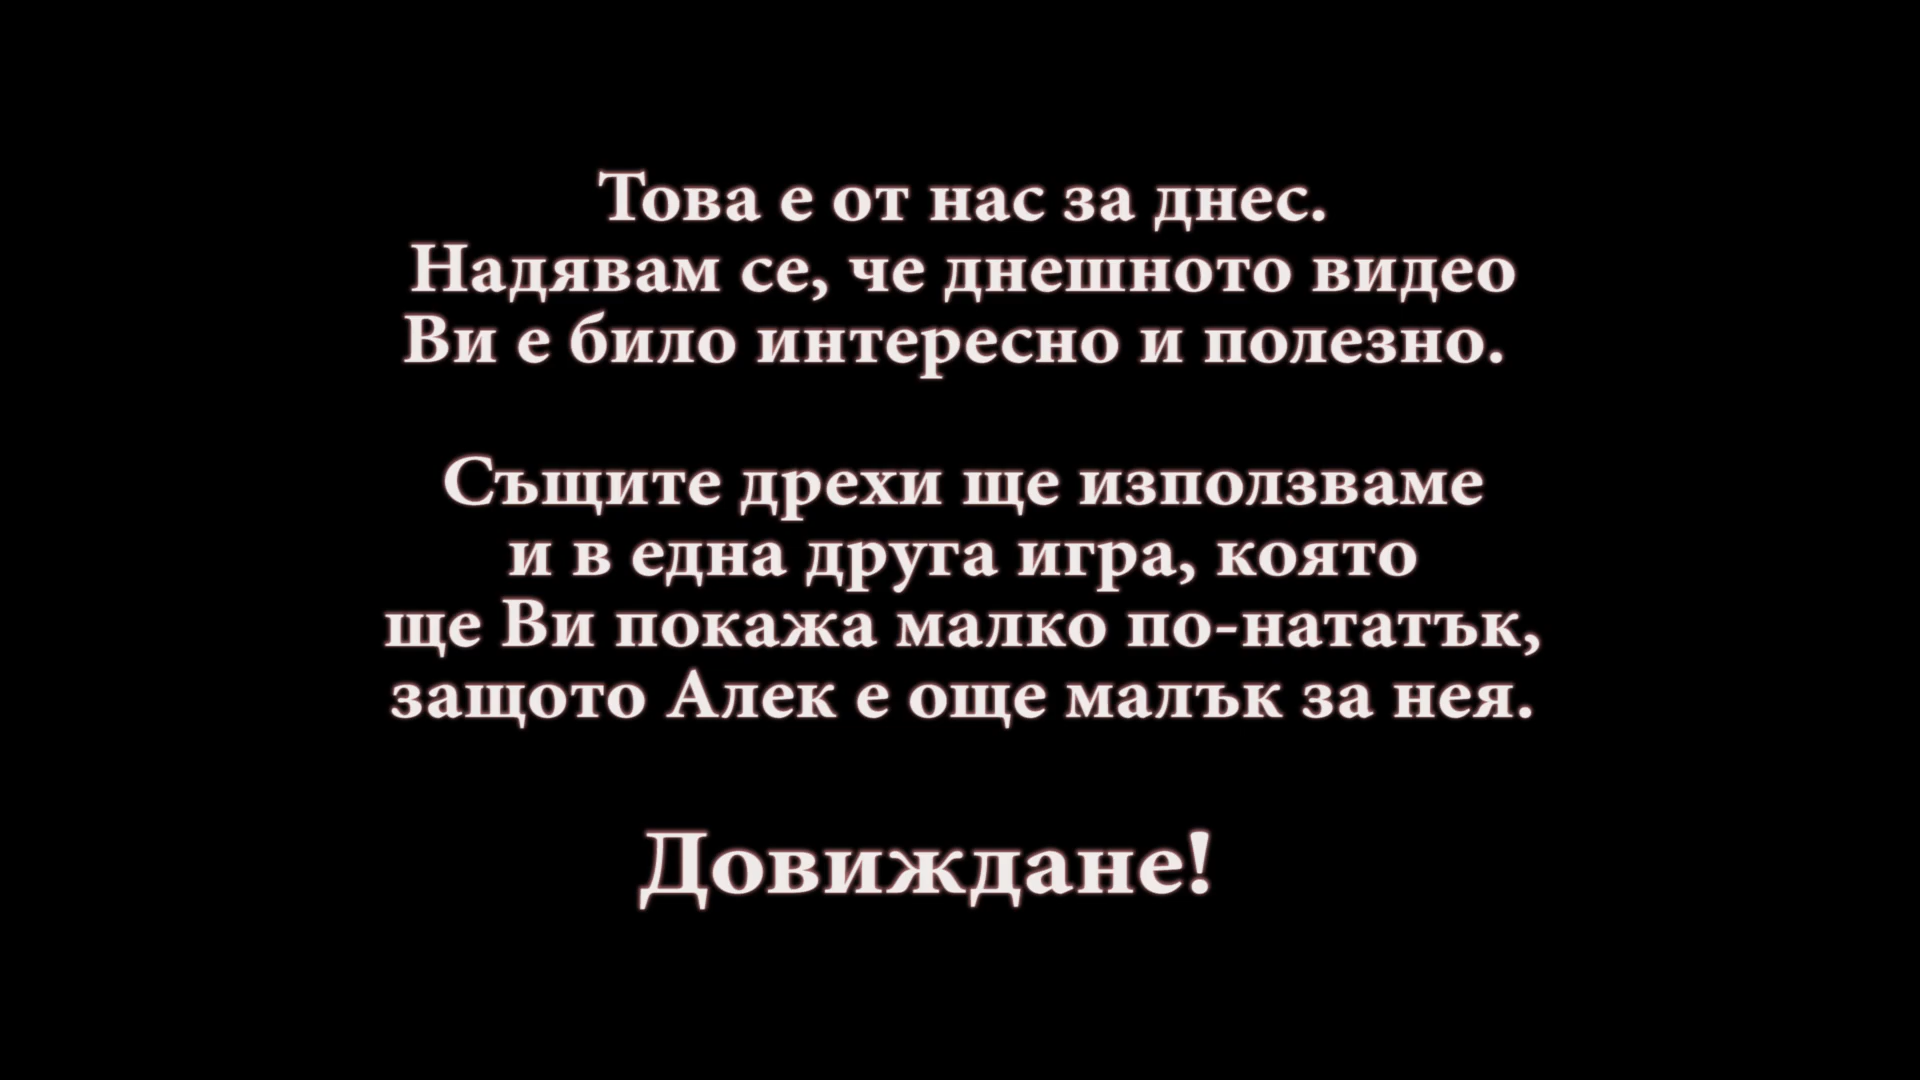 Това е от нас за днес.
Надявам се, че днешното видео
Ви е било интересно и полезно.
Същите дрехи ще използваме
и в една друга игра, която
ще Ви покажа малко по-нататък,
защото Алек е още малък за нея.
Довиждане!